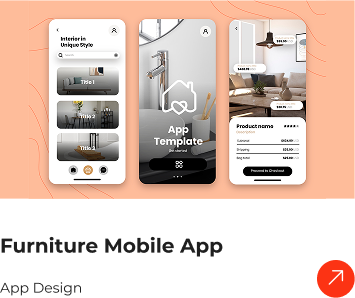 Interior in
Unique Style
Search
Title 1
Title 2
Title 3
App
Template
Get started
Product name
Subtotal
Shipping
Bag total
Proceed to Checkout
Furniture Mobile App
App Design